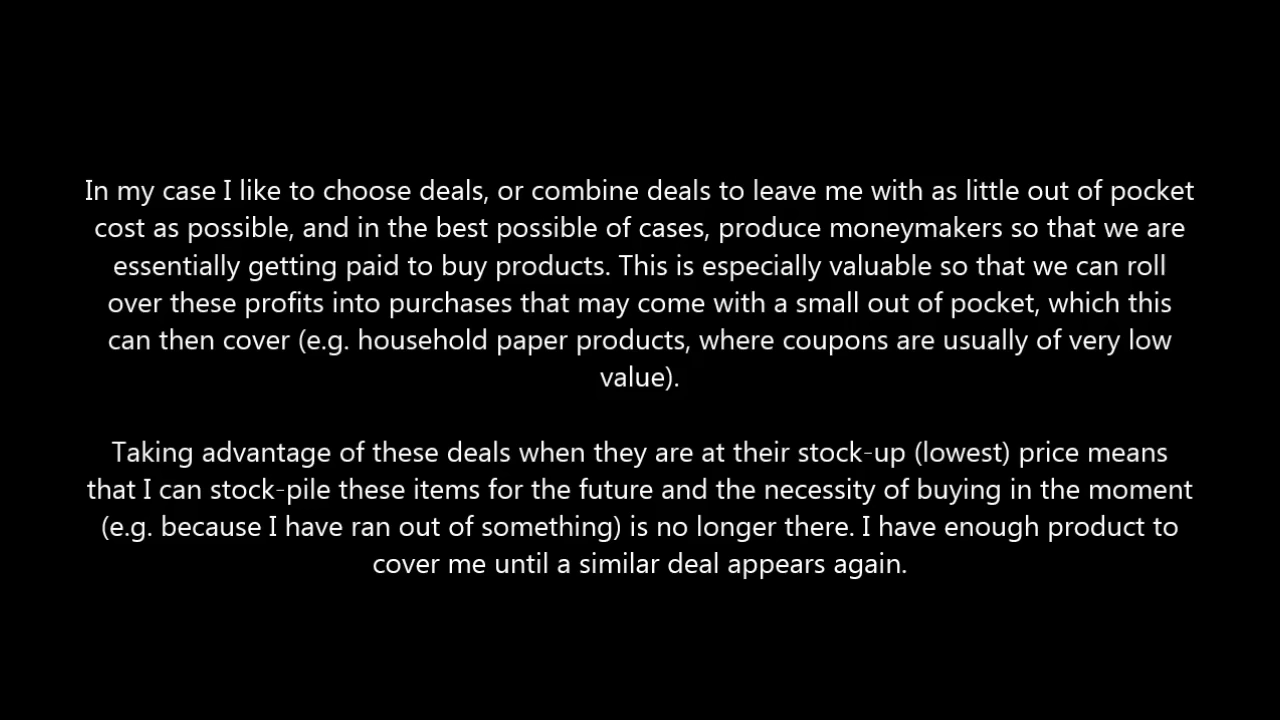 In my case I like to choose deals, or combine deals to leave me with as little out of pocket
cost as possible, and in the best possible of cases, produce moneymakers so that we are
essentially getting paid to buy products. This is especially valuable so that we can roll
over these profits into purchases that may come with a small out of pocket, which this
can then cover (e.g. household paper products, where coupons are usually of very low
value).
Taking advantage of these deals when they are at their stock-up (lowest) price means
that I can stock-pile these items for the future and the necessity of buying in the moment
(e.g. because I have ran out of something) is no longer there. I have enough product to
cover me until a similar deal appears again.